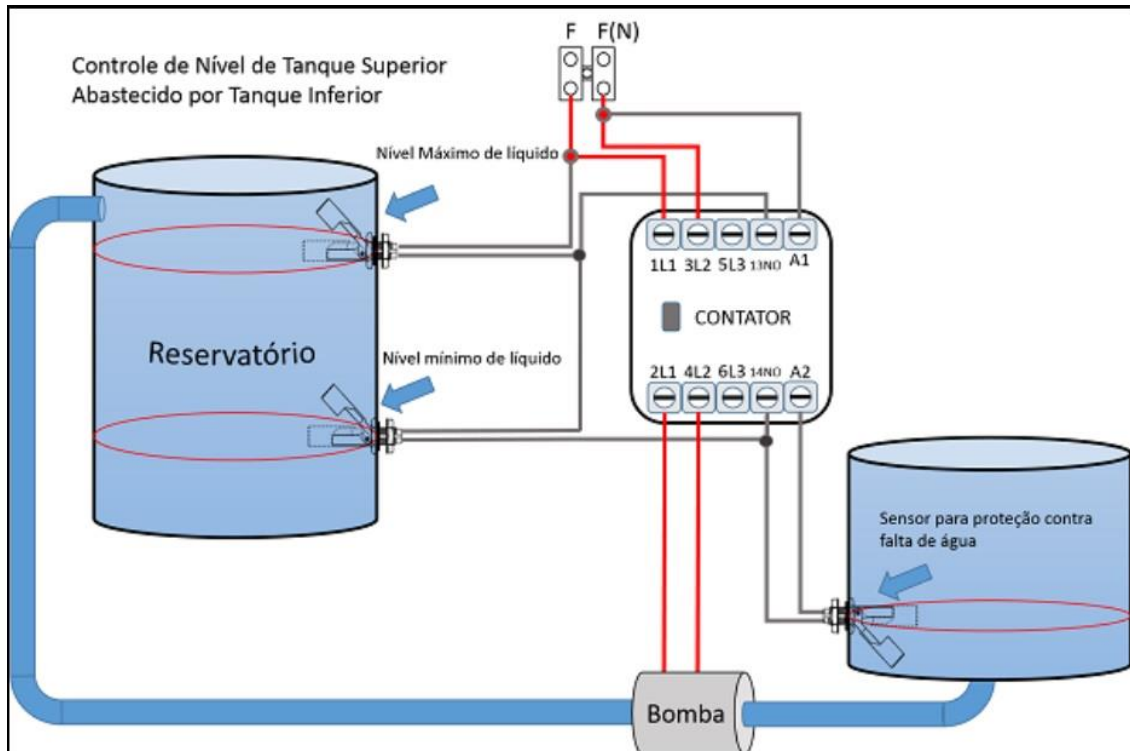 F F(N)
Controle de Nível de Tanque Superior
Abastecido por Tanque Inferior
Nível Máximo de líquido
1L1 3L2 5L3 13NO A1
CONTATOR
Reservatório
Nível mínimo de líquido
2L1 4L2 6L3 14NO A2
Sensor para proteção contra
falta de água
Bomba